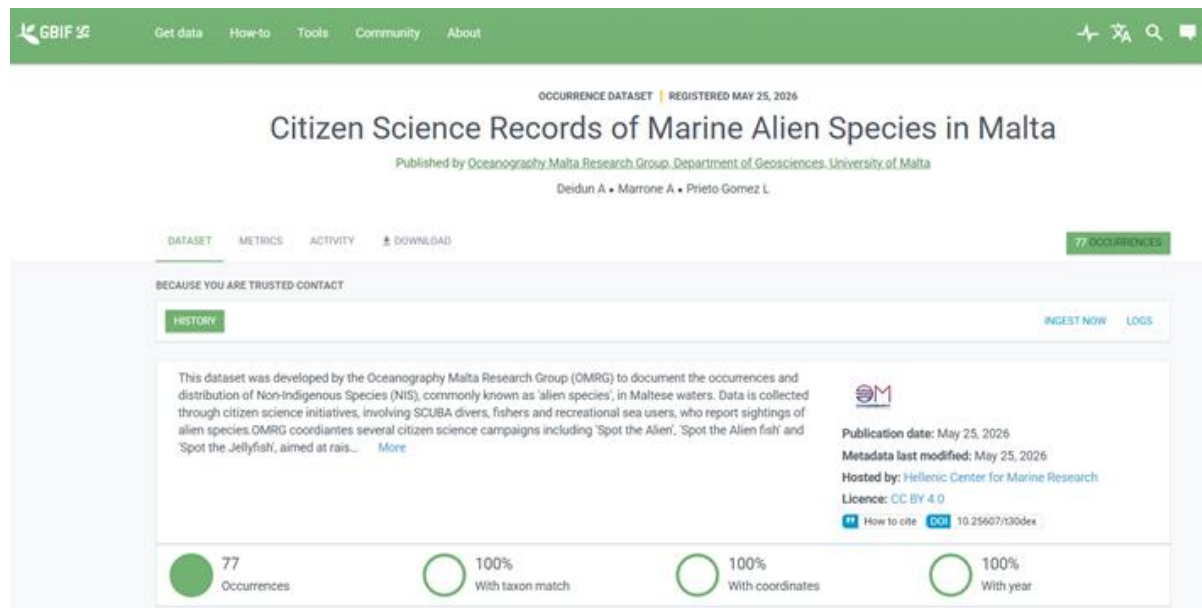 GBIF
Get data How-to Tools Community About
OCCURRENCE DATASET | REGISTERED MAY 25, 2026
Citizen Science Records of Marine Alien Species in Malta
Published by Oceanography Malta Research Group, Department of Geosciences, University of Malta
Deidun A • Marrone A • Prieto Gomez L
DATASET METRICS ACTIVITY DOWNLOAD
77 OCCURRENCES
BECAUSE YOU ARE TRUSTED CONTACT
HISTORY INGEST NOW LOGS
This dataset was developed by the Oceanography Malta Research Group (OMRG) to document the occurrences and
distribution of Non-Indigenous Species (NIS), commonly known as 'alien species', in Maltese waters. Data is collected
through citizen science initiatives, involving SCUBA divers, fishers and recreational sea users, who report sightings of
alien species.OMRG coordiantes several citizen science campaigns including 'Spot the Alien', 'Spot the Alien fish' and
'Spot the Jellyfish', aimed at rais... More
Publication date: May 25, 2026
Metadata last modified: May 25, 2026
Hosted by: Hellenic Center for Marine Research
Licence: CC BY 4.0
How to cite DOI 10.25607/t30dex
77
Occurrences
100%
With taxon match
100%
With coordinates
100%
With year